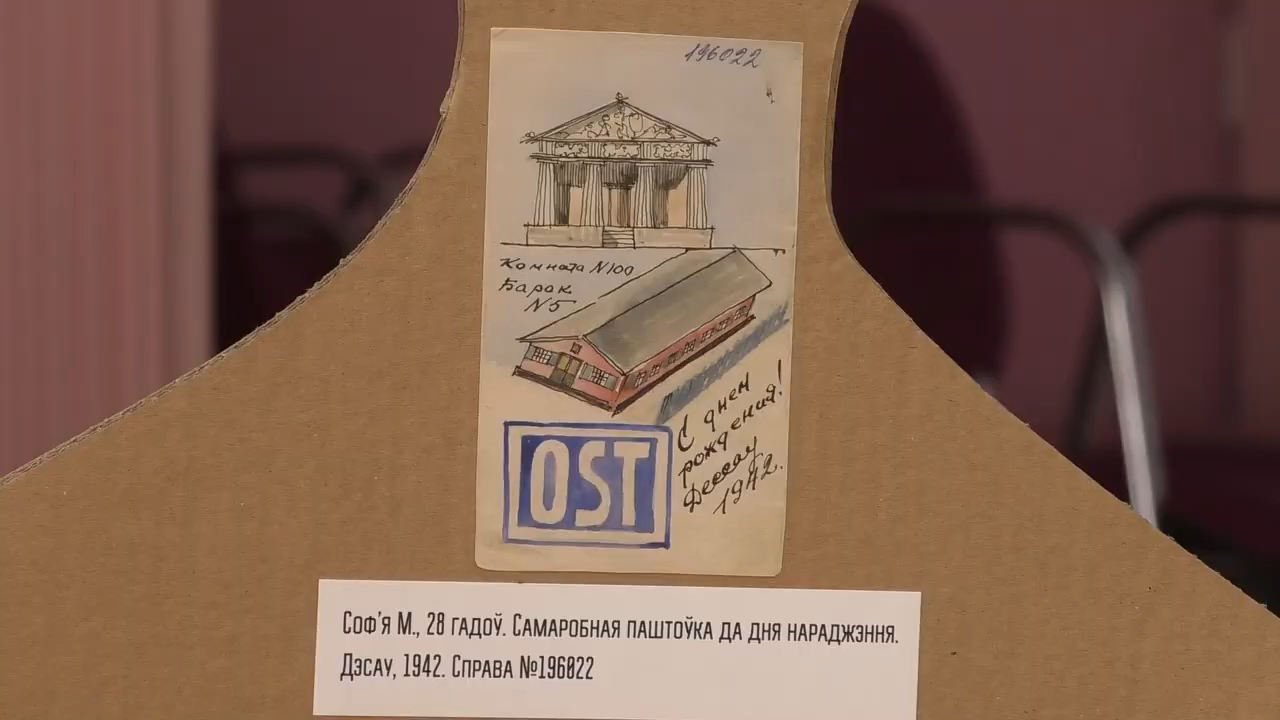 196022
Комната N100
Барак
N5
С днем
рождения!
Дессау
1942.
OST
Соф'я М., 28 гадоў. Самаробная паштоўка да дня нараджэння.
Дэсау, 1942. Справа №196022